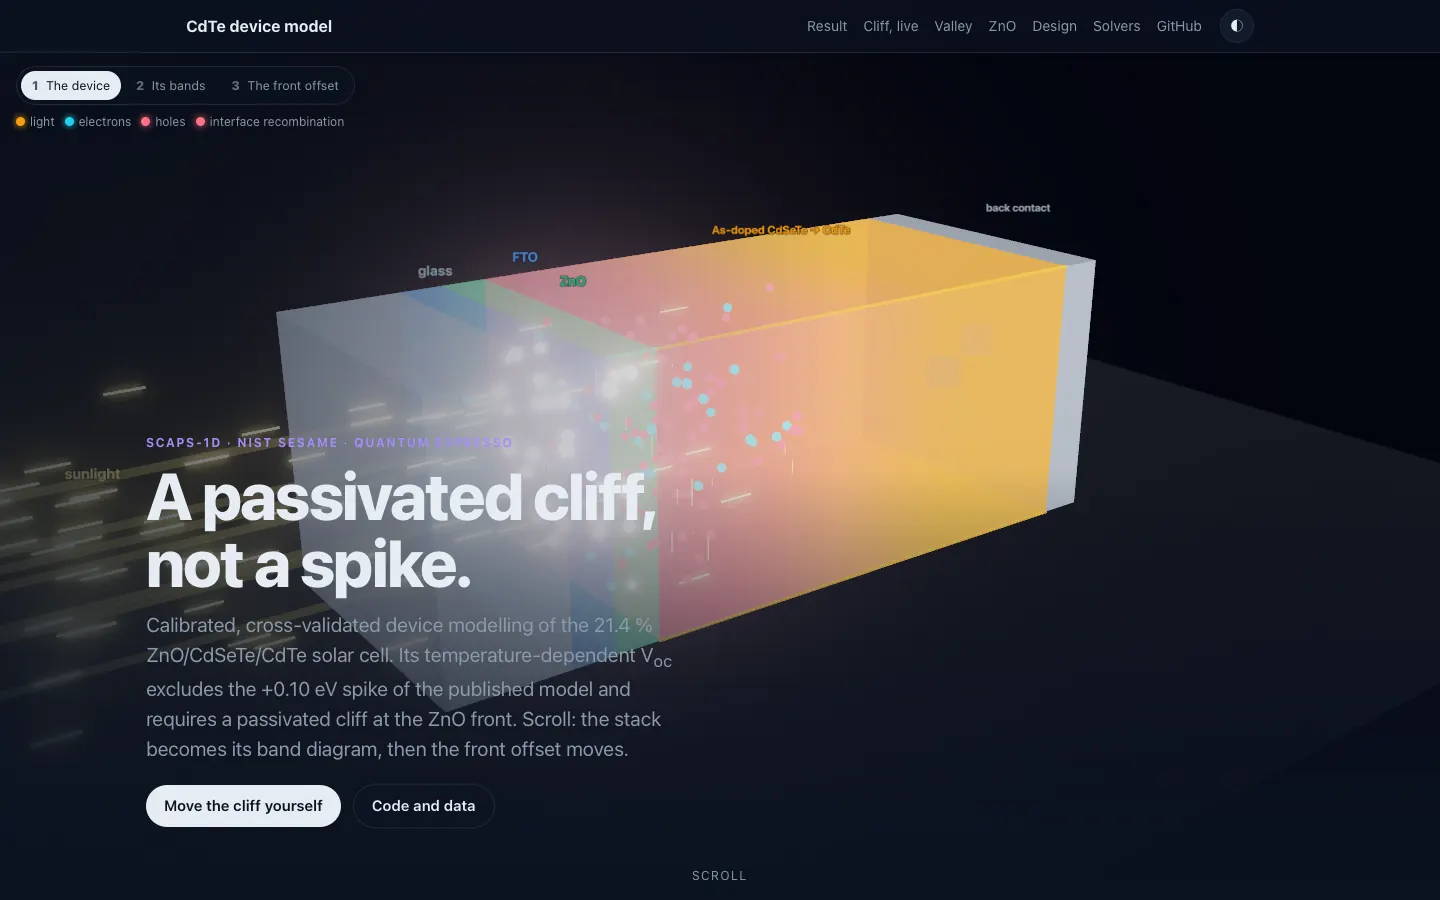 CdTe device model
Result Cliff, live Valley ZnO Design Solvers GitHub
1 The device 2 Its bands 3 The front offset
light electrons holes interface recombination
back contact
As-doped CdSeTe → CdTe
FTO
glass
ZnO
SCAPS-1D · NIST SESAME · QUANTUM ESPRESSO
sunlight
A passivated cliff,
not a spike.
Calibrated, cross-validated device modelling of the 21.4 %
ZnO/CdSeTe/CdTe solar cell. Its temperature-dependent Voc
excludes the +0.10 eV spike of the published model and
requires a passivated cliff at the ZnO front. Scroll: the stack
becomes its band diagram, then the front offset moves.
Move the cliff yourself Code and data
SCROLL